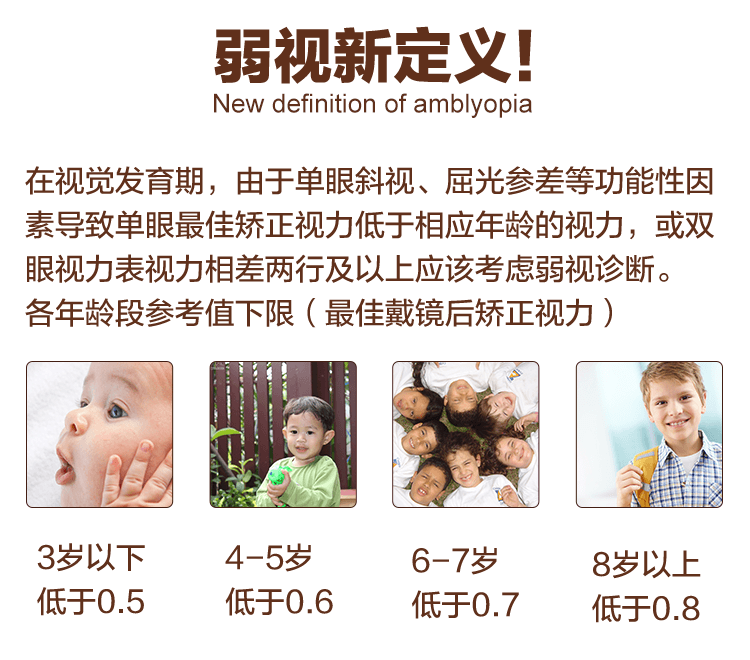 弱视新定义!
New definition of amblyopia
在视觉发育期，由于单眼斜视、屈光参差等功能性因
素导致单眼最佳矫正视力低于相应年龄的视力，或双
眼视力表视力相差两行及以上应该考虑弱视诊断。
各年龄段参考值下限（最佳戴镜后矫正视力）
3岁以下
低于0.5
4-5岁
低于0.6
6-7岁
低于0.7
8岁以上
低于0.8